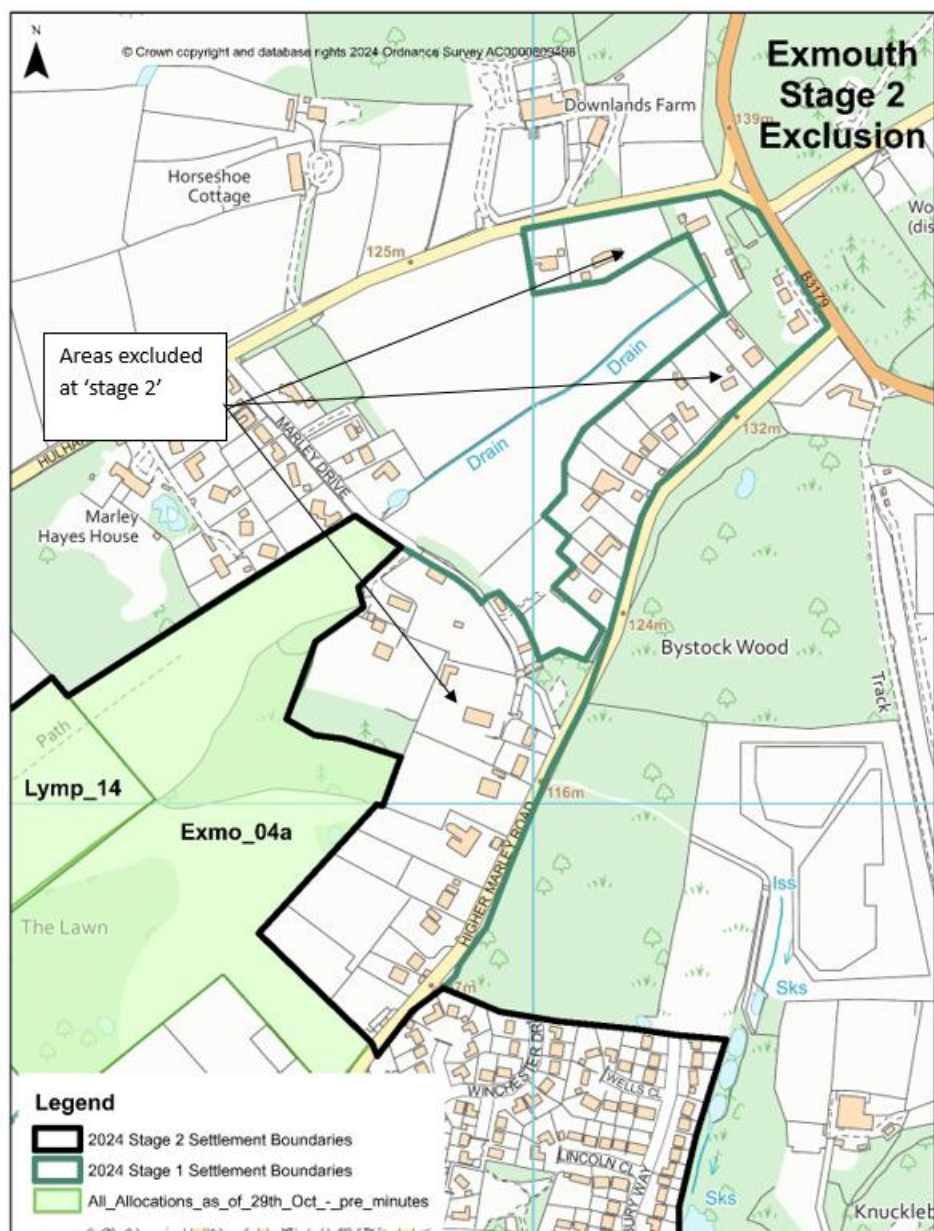 N
© Crown copyright and database rights 2024 Ordnance Survey
Exmouth
Stage 2
Exclusion
Downlands Farm
139m
Horseshoe
Cottage
125m
B3179
Areas excluded
at ‘stage 2’
Drain
MARLEY DRIVE
132m
Drain
Marley
Hayes House
124m
Bystock Wood
Path
Track
Lymp_14
116m
Exmo_04a
HIGHER MARLEY ROAD
Iss
The Lawn
Sks
WINCHESTER DR
WELLS CL
LINCOLN CL
Sks
Legend
2024 Stage 2 Settlement Boundaries
2024 Stage 1 Settlement Boundaries
All_Allocations_as_of_29th_Oct_-_pre_minutes